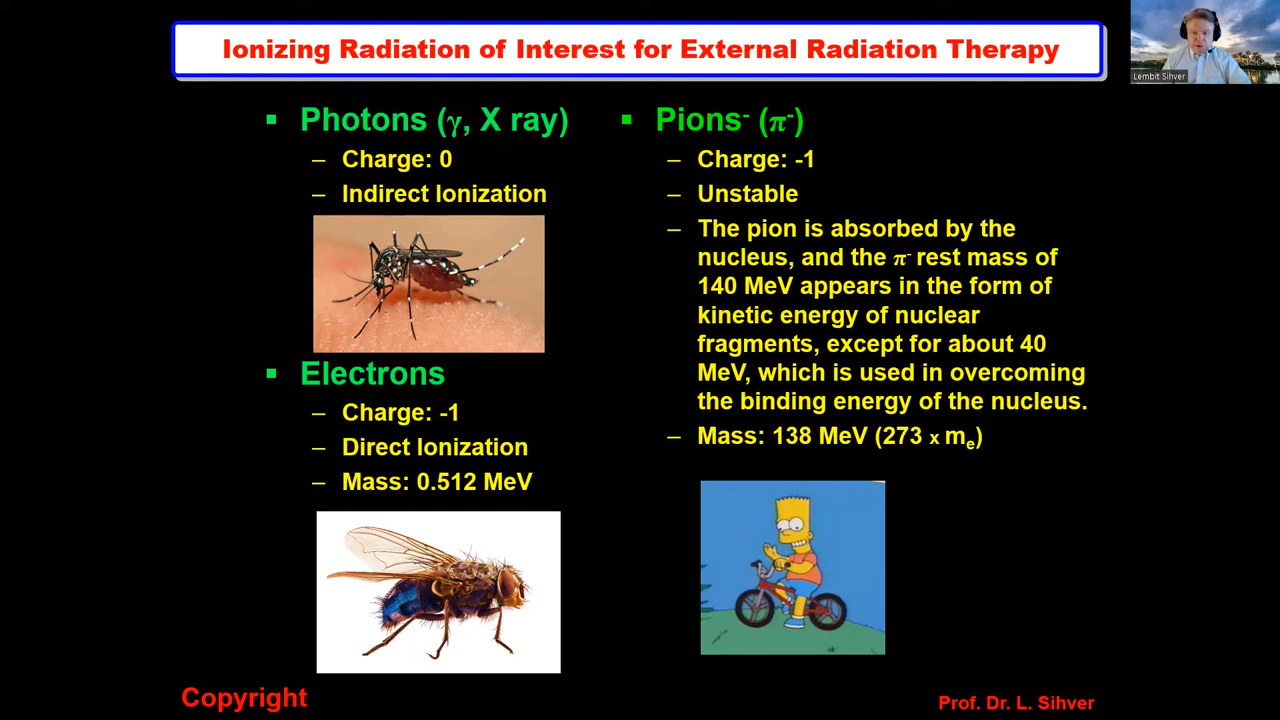 Ionizing Radiation of Interest for External Radiation Therapy
Lembit Sihver
Photons (γ, X ray)
– Charge: 0
– Indirect Ionization
Electrons
– Charge: -1
– Direct Ionization
– Mass: 0.512 MeV
Pions⁻ (π⁻)
– Charge: -1
– Unstable
– The pion is absorbed by the
nucleus, and the π⁻ rest mass of
140 MeV appears in the form of
kinetic energy of nuclear
fragments, except for about 40
MeV, which is used in overcoming
the binding energy of the nucleus.
– Mass: 138 MeV (273 x mₑ)
Copyright
Prof. Dr. L. Sihver